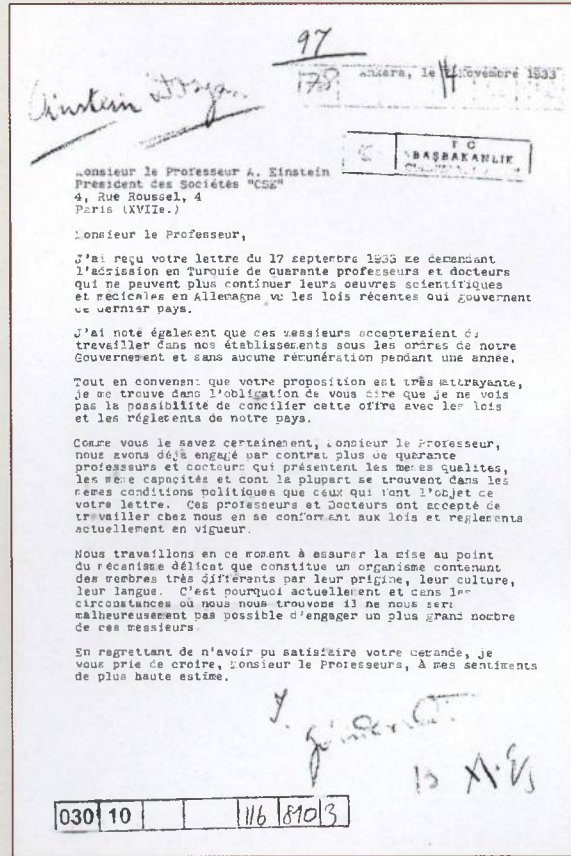 97
178
Ankara, le 14 Novembre 1933
Einstein
T C
BAŞBAKANLIK
Monsieur le Professeur A. Einstein
President des Sociétés "CSE"
4, Rue Roussel, 4
Paris (XVIIe.)
Monsieur le Professeur,
J'ai reçu votre lettre du 17 septembre 1933 me demandant
l'admission en Turquie de quarante professeurs et docteurs
qui ne peuvent plus continuer leurs oeuvres scientifiques
et médicales en Allemagne vu les lois récentes qui gouvernent
ce dernier pays.
J'ai noté également que ces messieurs accepteraient de
travailler dans nos établissements sous les ordres de notre
Gouvernement et sans aucune rémunération pendant une année.
Tout en convenant que votre proposition est très attrayante,
je me trouve dans l'obligation de vous dire que je ne vois
pas la possibilité de concilier cette offre avec les lois
et les réglements de notre pays.
Comme vous le savez certainement, Monsieur le Professeur,
nous avons déjà engagé par contrat plus de quarante
professeurs et docteurs qui présentent les memes qualites,
les meme capacités et dont la plupart se trouvent dans les
memes conditions politiques que ceux qui font l'objet de
votre lettre. Ces professeurs et Docteurs ont accepté de
travailler chez nous en se conformant aux lois et reglements
actuellement en vigueur.
Nous travaillons en ce moment à assurer la mise au point
du mécanisme délicat que constitue un organisme contenant
des membres très différents par leur prigine, leur culture,
leur langue. C'est pourquoi actuellement et dans les
circonstances où nous nous trouvons il ne nous sera
malheureusement pas possible d'engager un plus grand nombre
de ces messieurs
En regrettant de n'avoir pu satisfaire votre demande, je
vous prie de croire, Monsieur le Professeurs, À mes sentiments
de plus haute estime.
030 10 116 810 3